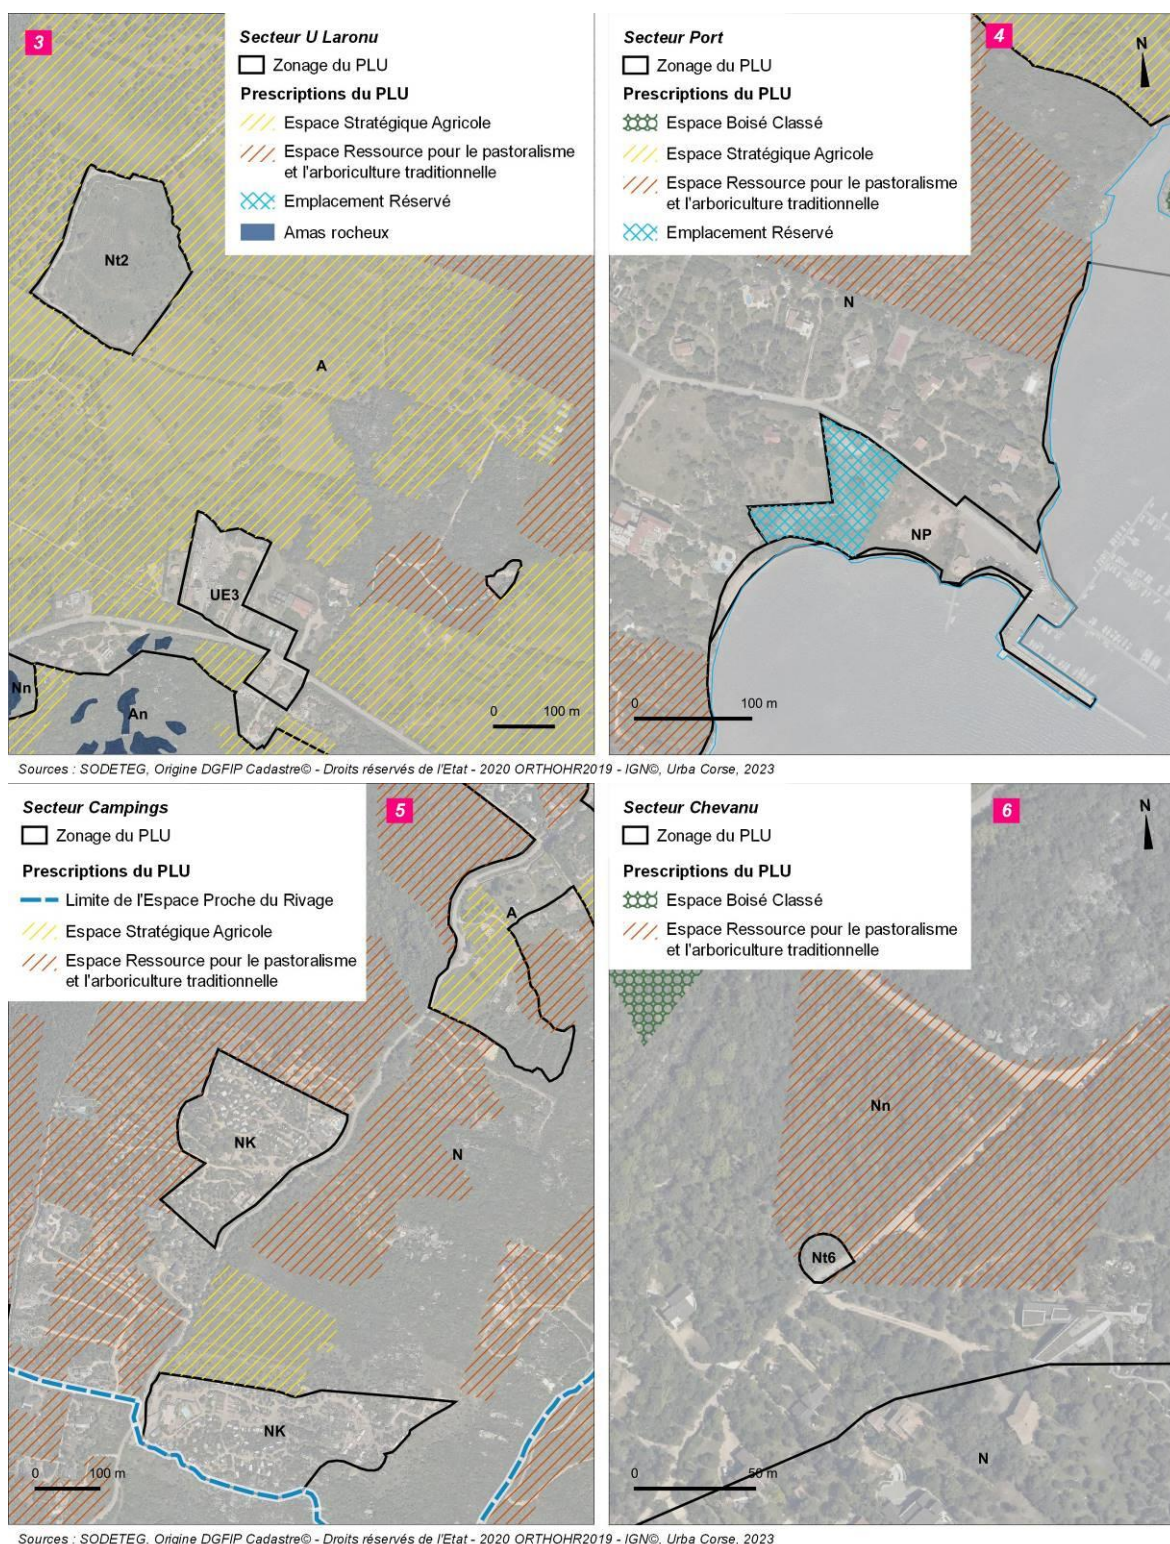 3
Secteur U Laronu
Zonage du PLU
Prescriptions du PLU
Espace Stratégique Agricole
Espace Ressource pour le pastoralisme
et l'arboriculture traditionnelle
Emplacement Réservé
Amas rocheux
Nt2
A
UE3
Nn
An
0 100 m
Secteur Port
4
N
Zonage du PLU
Prescriptions du PLU
Espace Boisé Classé
Espace Stratégique Agricole
Espace Ressource pour le pastoralisme
et l'arboriculture traditionnelle
Emplacement Réservé
N
NP
0 100 m
Sources : SODETEG, Origine DGFIP Cadastre© - Droits réservés de l'Etat - 2020 ORTHOHR2019 - IGN©, Urba Corse, 2023
Secteur Campings
5
Zonage du PLU
Prescriptions du PLU
Limite de l'Espace Proche du Rivage
Espace Stratégique Agricole
Espace Ressource pour le pastoralisme
et l'arboriculture traditionnelle
A
NK
N
NK
0 100 m
Secteur Chevanu
6
N
Zonage du PLU
Prescriptions du PLU
Espace Boisé Classé
Espace Ressource pour le pastoralisme
et l'arboriculture traditionnelle
Nn
Nt6
N
0 50 m
Sources : SODETEG, Origine DGFIP Cadastre© - Droits réservés de l'Etat - 2020 ORTHOHR2019 - IGN©, Urba Corse, 2023